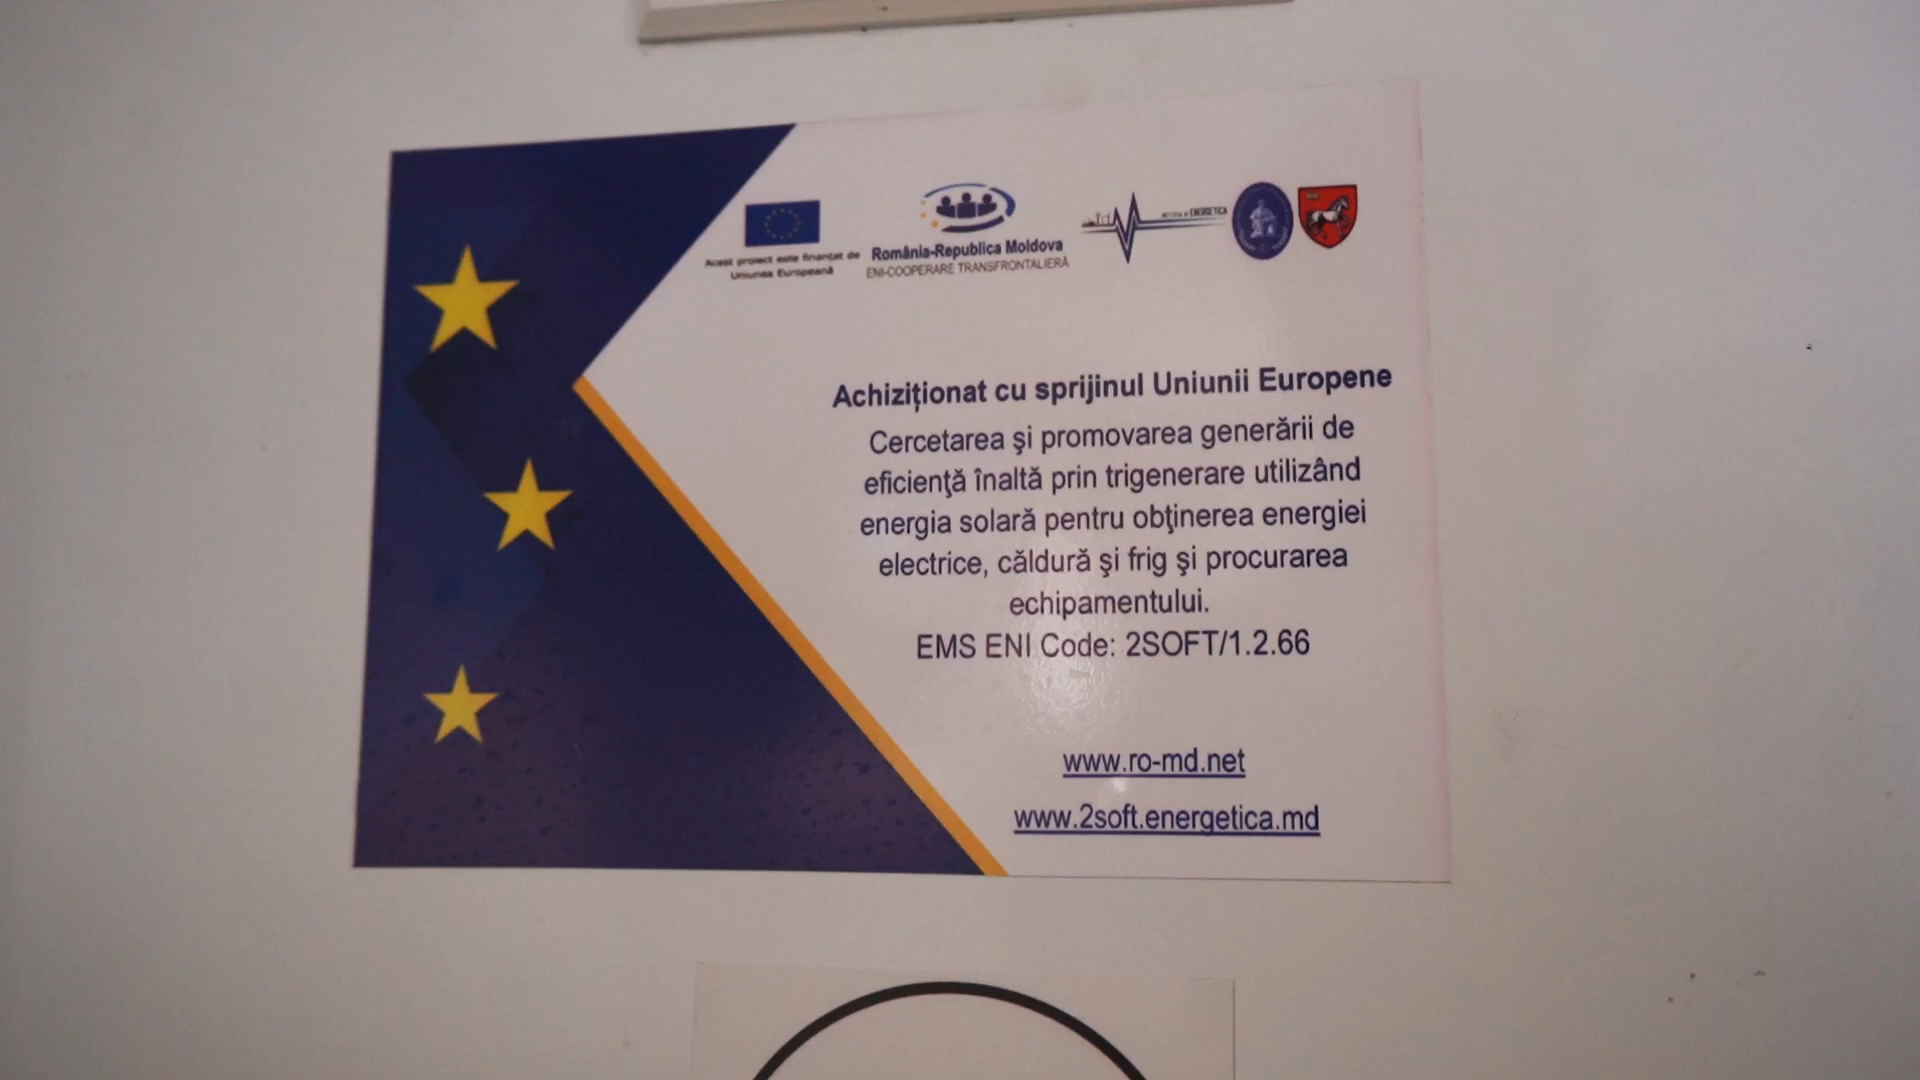 Acest proiect este finanțat de
Uniunea Europeană
România-Republica Moldova
ENI-COOPERARE TRANSFRONTALIERĂ
ENERGETICA
Achiziționat cu sprijinul Uniunii Europene
Cercetarea şi promovarea generării de
eficienţă înaltă prin trigenerare utilizând
energia solară pentru obţinerea energiei
electrice, căldură şi frig şi procurarea
echipamentului.
EMS ENI Code: 2SOFT/1.2.66
www.ro-md.net
www.2soft.energetica.md